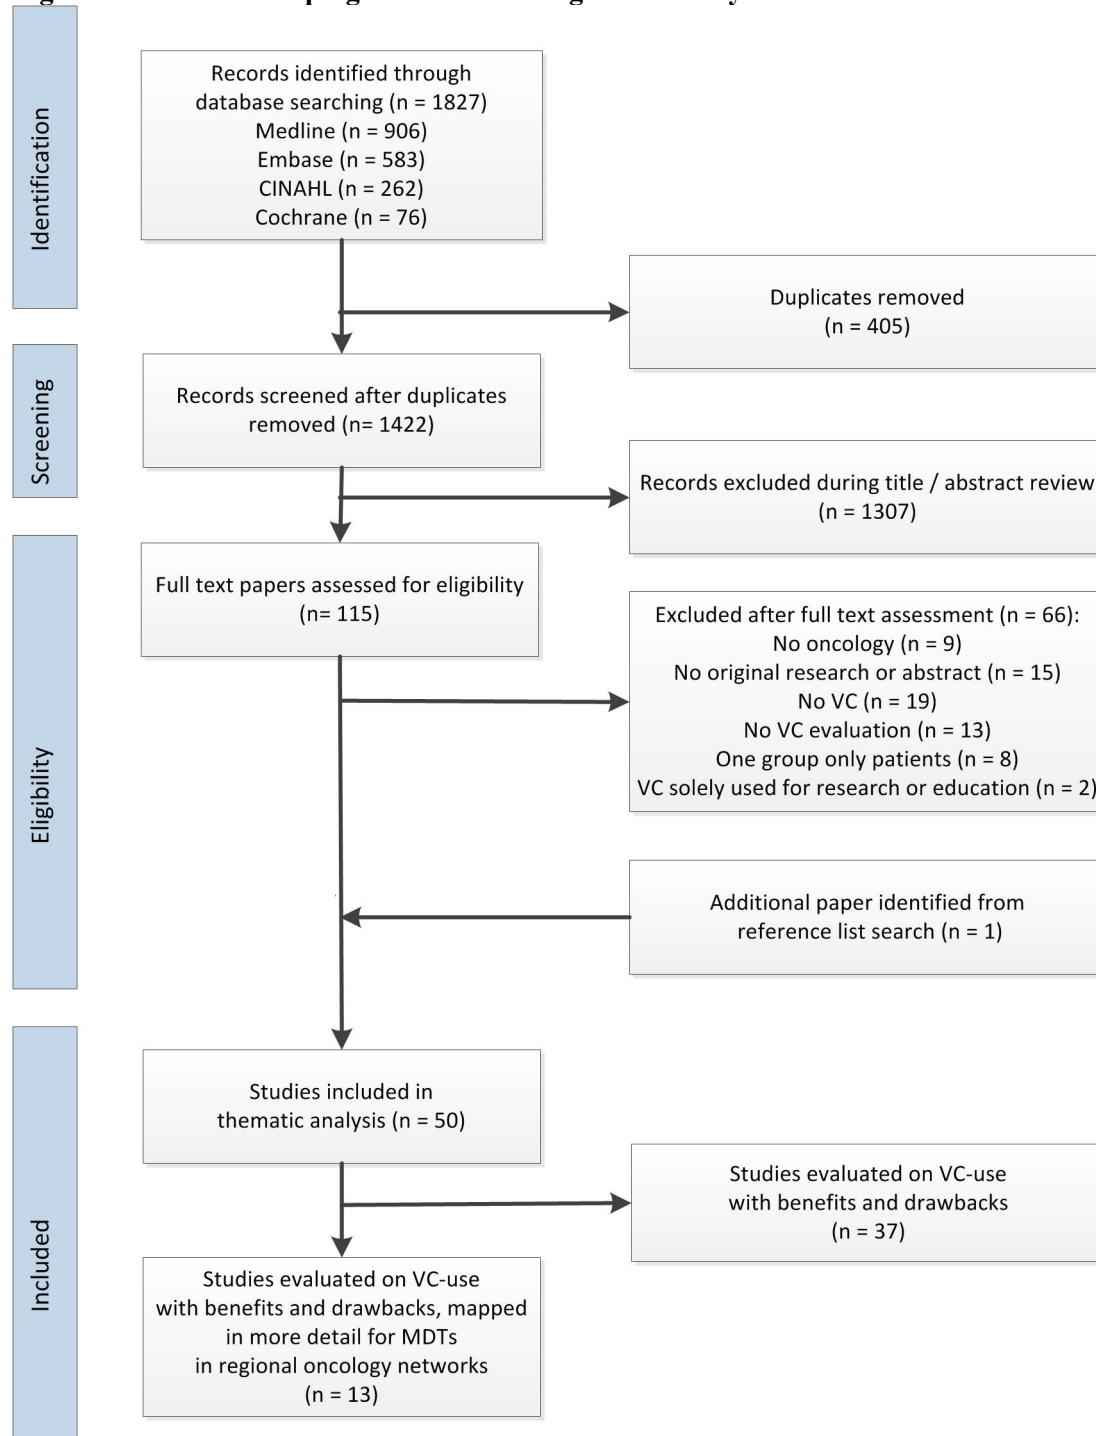 Identification
Records identified through
database searching (n = 1827)
Medline (n = 906)
Embase (n = 583)
CINAHL (n = 262)
Cochrane (n = 76)
Duplicates removed
(n = 405)
Screening
Records screened after duplicates
removed (n= 1422)
Records excluded during title / abstract review
(n = 1307)
Eligibility
Full text papers assessed for eligibility
(n= 115)
Excluded after full text assessment (n = 66):
No oncology (n = 9)
No original research or abstract (n = 15)
No VC (n = 19)
No VC evaluation (n = 13)
One group only patients (n = 8)
VC solely used for research or education (n = 2)
Additional paper identified from
reference list search (n = 1)
Included
Studies included in
thematic analysis (n = 50)
Studies evaluated on VC-use
with benefits and drawbacks
(n = 37)
Studies evaluated on VC-use
with benefits and drawbacks, mapped
in more detail for MDTs
in regional oncology networks
(n = 13)